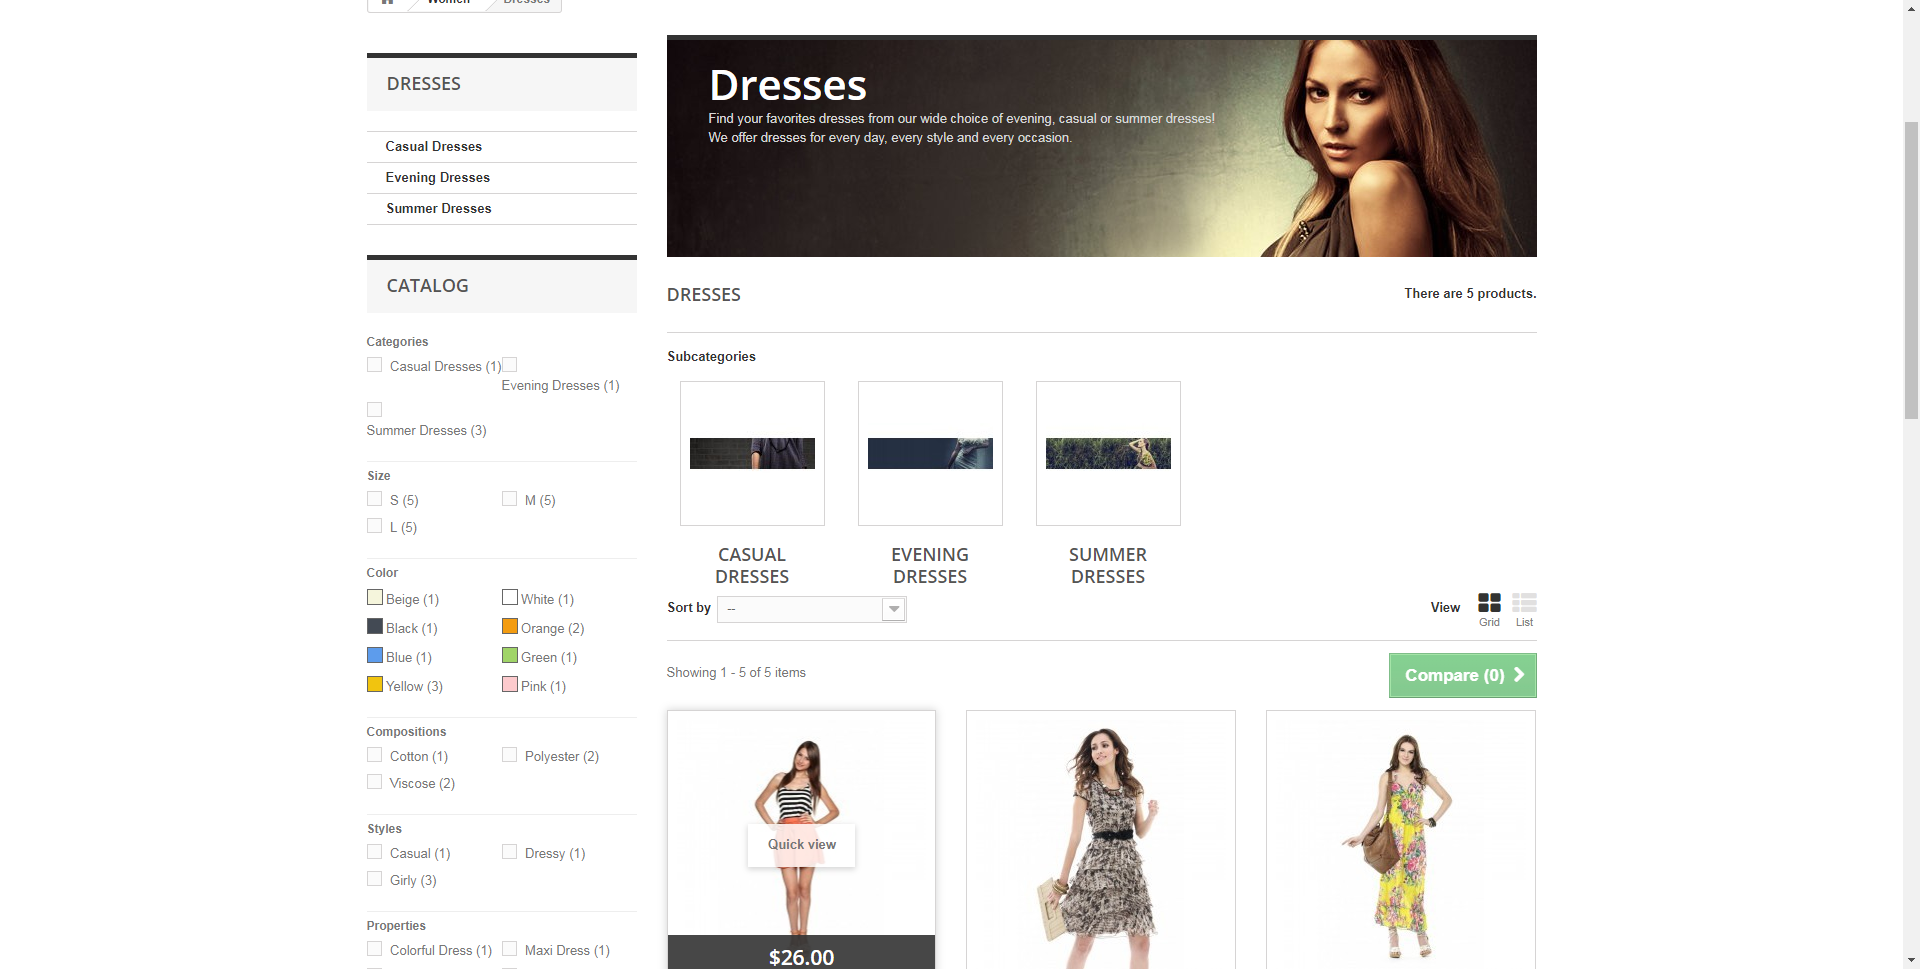 Women
Dresses
DRESSES
Casual Dresses
Evening Dresses
Summer Dresses
CATALOG
Categories
Casual Dresses (1)
Evening Dresses (1)
Summer Dresses (3)
Size
S (5)
M (5)
L (5)
Color
Beige (1)
White (1)
Black (1)
Orange (2)
Blue (1)
Green (1)
Yellow (3)
Pink (1)
Compositions
Cotton (1)
Polyester (2)
Viscose (2)
Styles
Casual (1)
Dressy (1)
Girly (3)
Properties
Colorful Dress (1)
Maxi Dress (1)
Dresses
Find your favorites dresses from our wide choice of evening, casual or summer dresses!
We offer dresses for every day, every style and every occasion.
DRESSES
There are 5 products.
Subcategories
CASUAL
DRESSES
EVENING
DRESSES
SUMMER
DRESSES
Sort by
--
View
Grid
List
Showing 1 - 5 of 5 items
Compare (0)
Quick view
$26.00